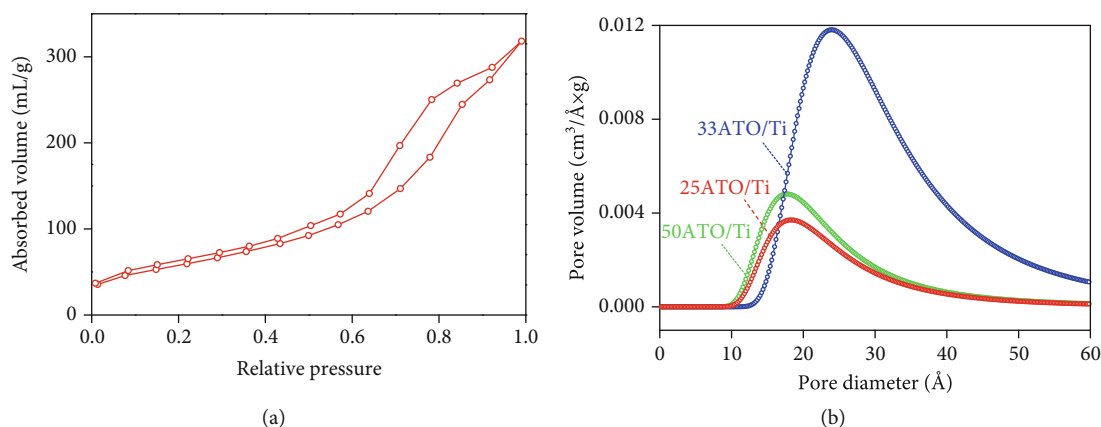 (a)
Absorbed volume (mL/g)
300
200
100
0
0.0 0.2 0.4 0.6 0.8 1.0
Relative pressure
(b)
Pore volume (cm³/Å×g)
0.012
0.008
0.004
0.000
33ATO/Ti
25ATO/Ti
50ATO/Ti
0 10 20 30 40 50 60
Pore diameter (Å)